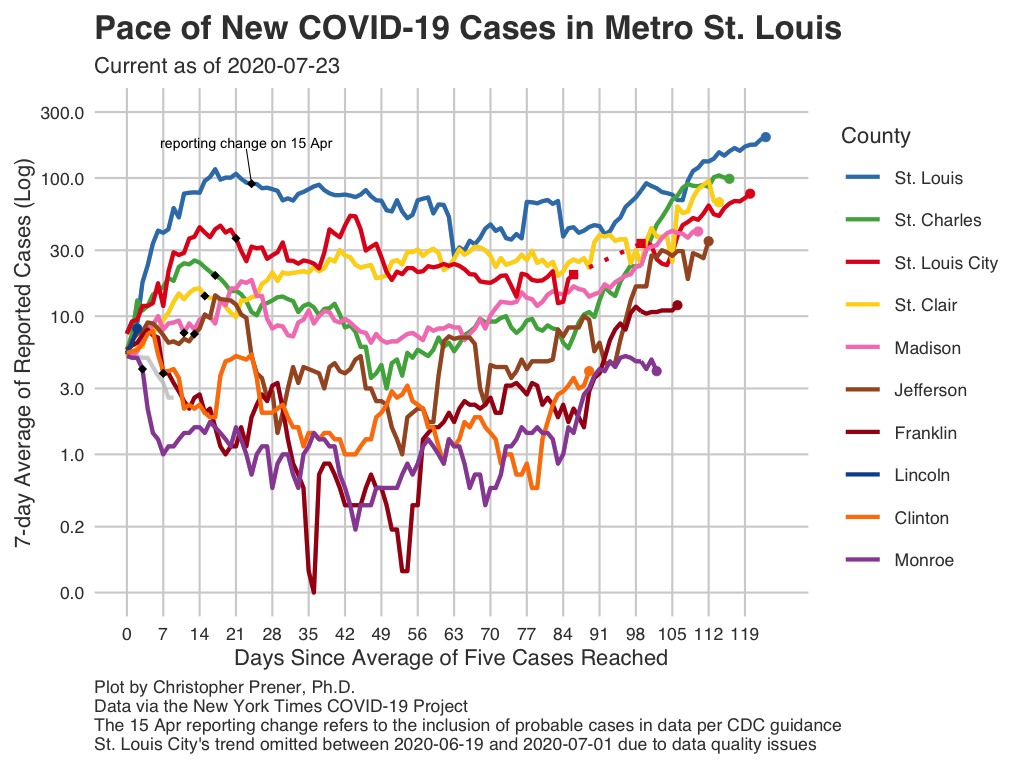 Pace of New COVID-19 Cases in Metro St. Louis
Current as of 2020-07-23
7-day Average of Reported Cases (Log)
300.0
100.0
30.0
10.0
3.0
1.0
0.2
0.0
reporting change on 15 Apr
0 7 14 21 28 35 42 49 56 63 70 77 84 91 98 105 112 119
Days Since Average of Five Cases Reached
County
St. Louis
St. Charles
St. Louis City
St. Clair
Madison
Jefferson
Franklin
Lincoln
Clinton
Monroe
Plot by Christopher Prener, Ph.D.
Data via the New York Times COVID-19 Project
The 15 Apr reporting change refers to the inclusion of probable cases in data per CDC guidance
St. Louis City's trend omitted between 2020-06-19 and 2020-07-01 due to data quality issues